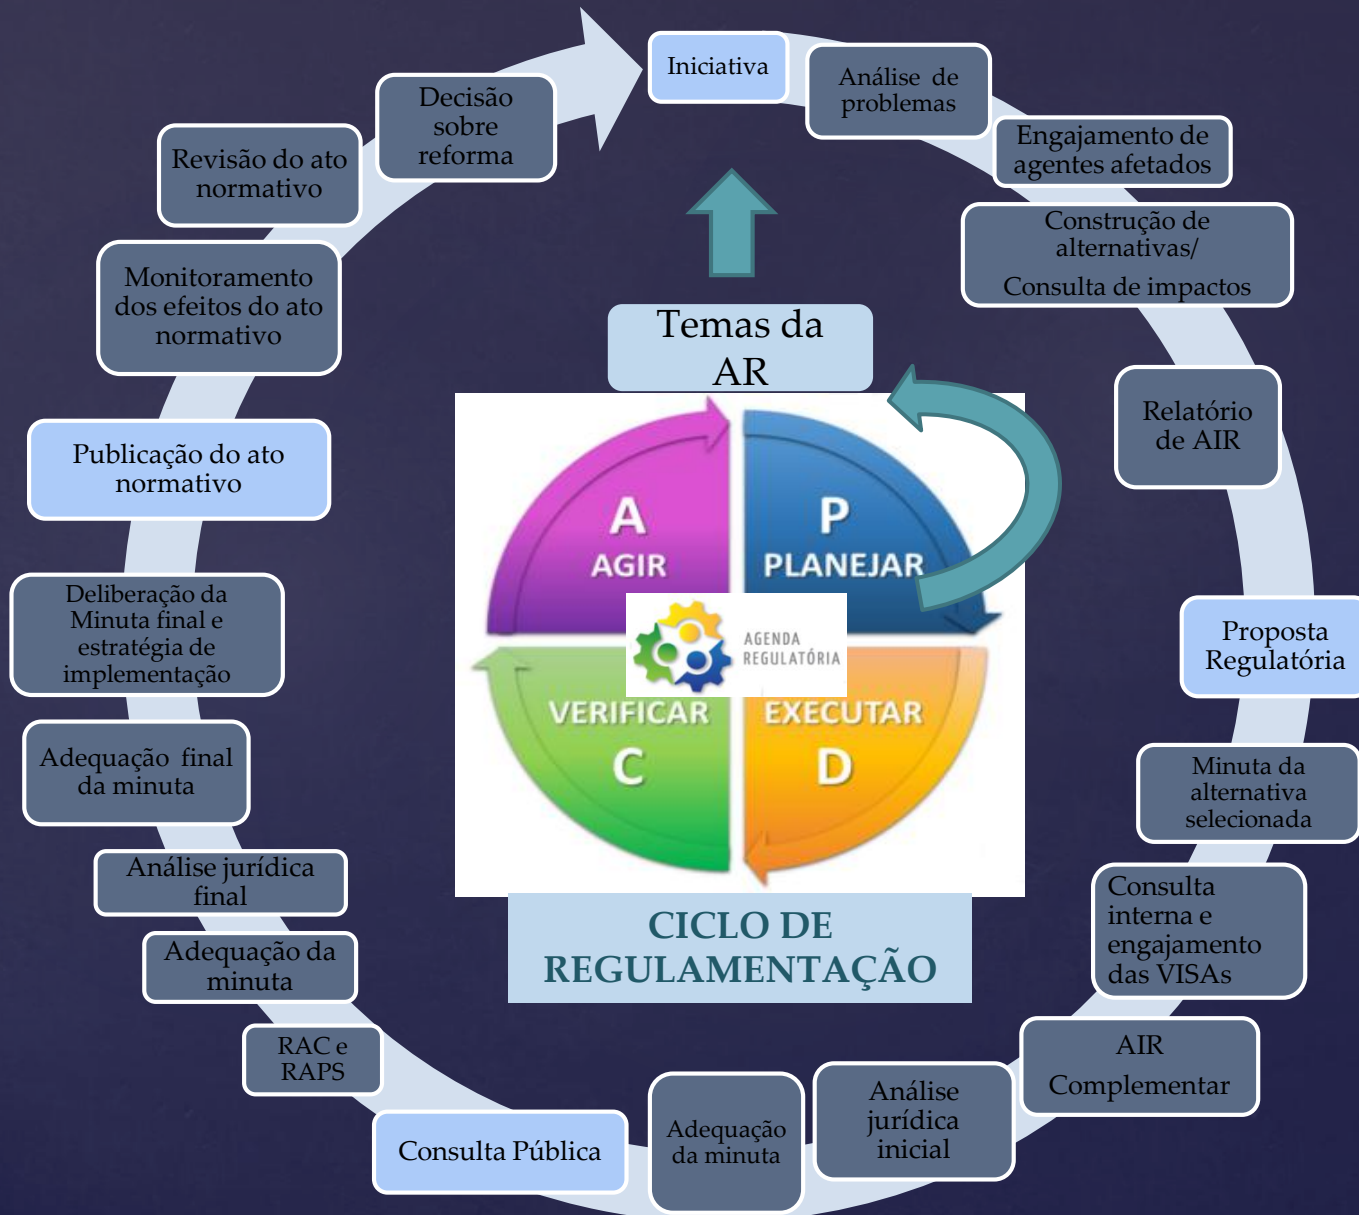 Iniciativa
Análise de
problemas
Engajamento de
agentes afetados
Construção de
alternativas/
Consulta de impactos
Relatório
de AIR
Proposta
Regulatória
Minuta da
alternativa
selecionada
Consulta
interna e
engajamento
das VISAs
AIR
Complementar
Análise
jurídica
inicial
Adequação
da minuta
Consulta Pública
RAC e
RAPS
Adequação da
minuta
Análise jurídica
final
Adequação final
da minuta
Deliberação da
Minuta final e
estratégia de
implementação
Publicação do ato
normativo
Monitoramento
dos efeitos do ato
normativo
Revisão do ato
normativo
Decisão
sobre
reforma
Temas da
AR
A
AGIR
P
PLANEJAR
AGENDA
REGULATÓRIA
VERIFICAR
C
EXECUTAR
D
CICLO DE
REGULAMENTAÇÃO